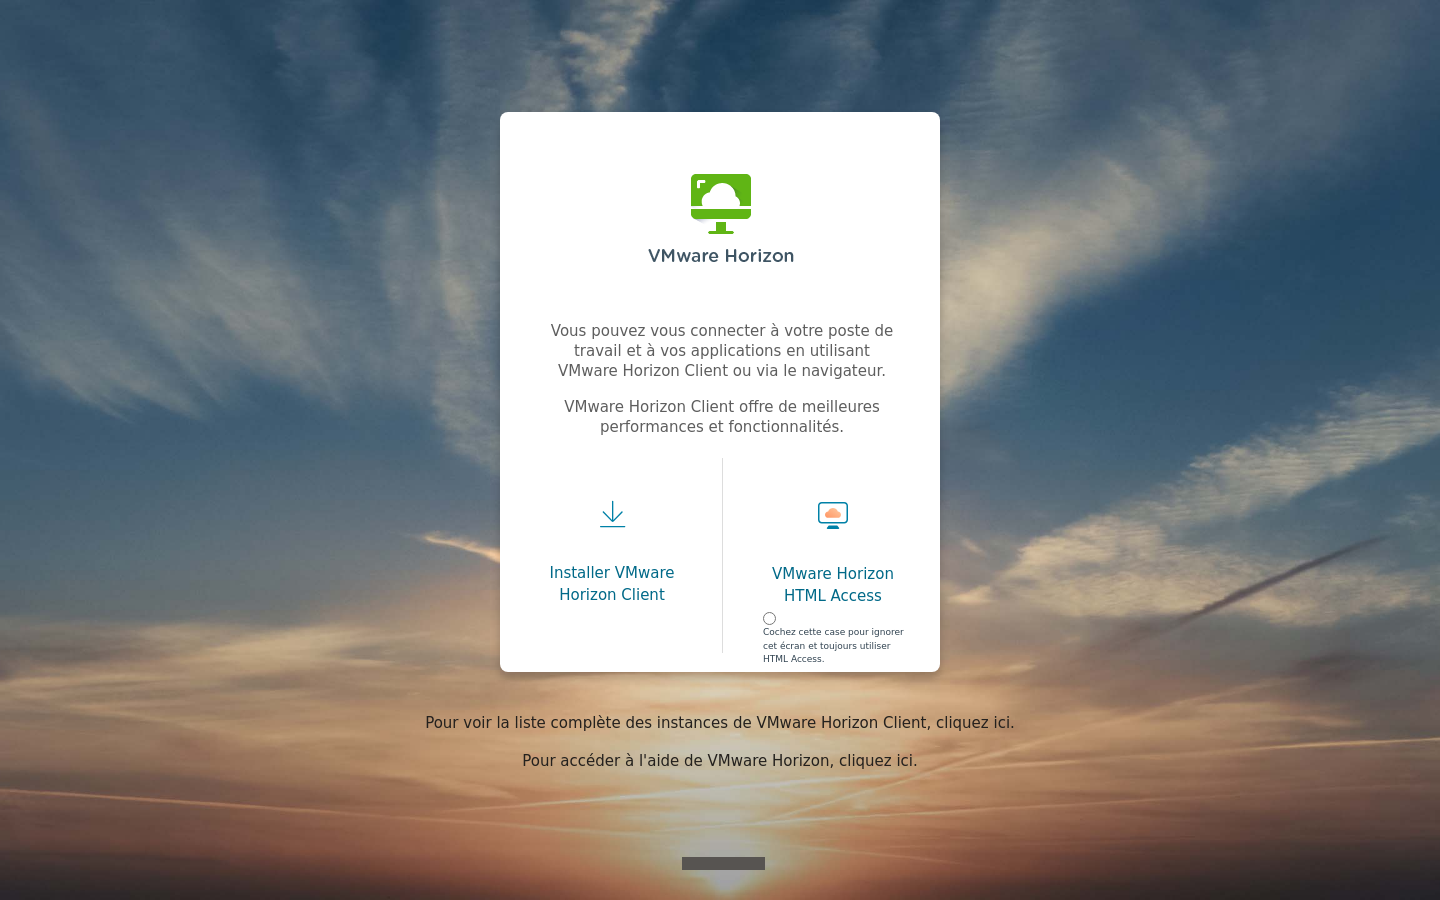 VMware Horizon
Vous pouvez vous connecter à votre poste de
travail et à vos applications en utilisant
VMware Horizon Client ou via le navigateur.
VMware Horizon Client offre de meilleures
performances et fonctionnalités.
Installer VMware
Horizon Client
VMware Horizon
HTML Access
Cochez cette case pour ignorer
cet écran et toujours utiliser
HTML Access.
Pour voir la liste complète des instances de VMware Horizon Client, cliquez ici.
Pour accéder à l'aide de VMware Horizon, cliquez ici.